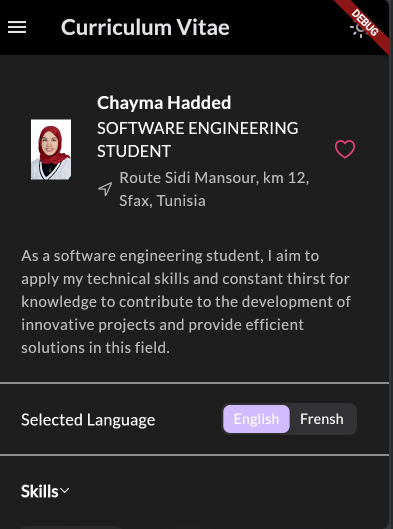 Curriculum Vitae
DEBUG
Chayma Hadded
SOFTWARE ENGINEERING
STUDENT
Route Sidi Mansour, km 12,
Sfax, Tunisia
As a software engineering student, I aim to
apply my technical skills and constant thirst for
knowledge to contribute to the development of
innovative projects and provide efficient
solutions in this field.
Selected Language
English Frensh
Skills